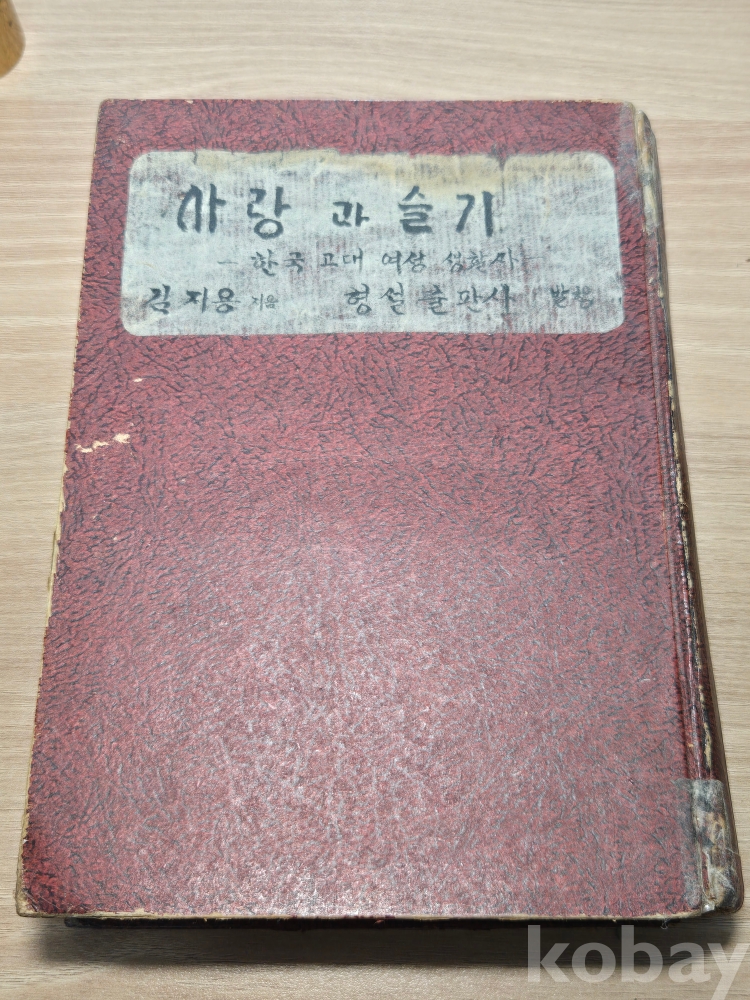 사랑 과 슬기
— 한국 고대 여성 생활사 —
김지용 지음 형설 출판사 발행
kobay